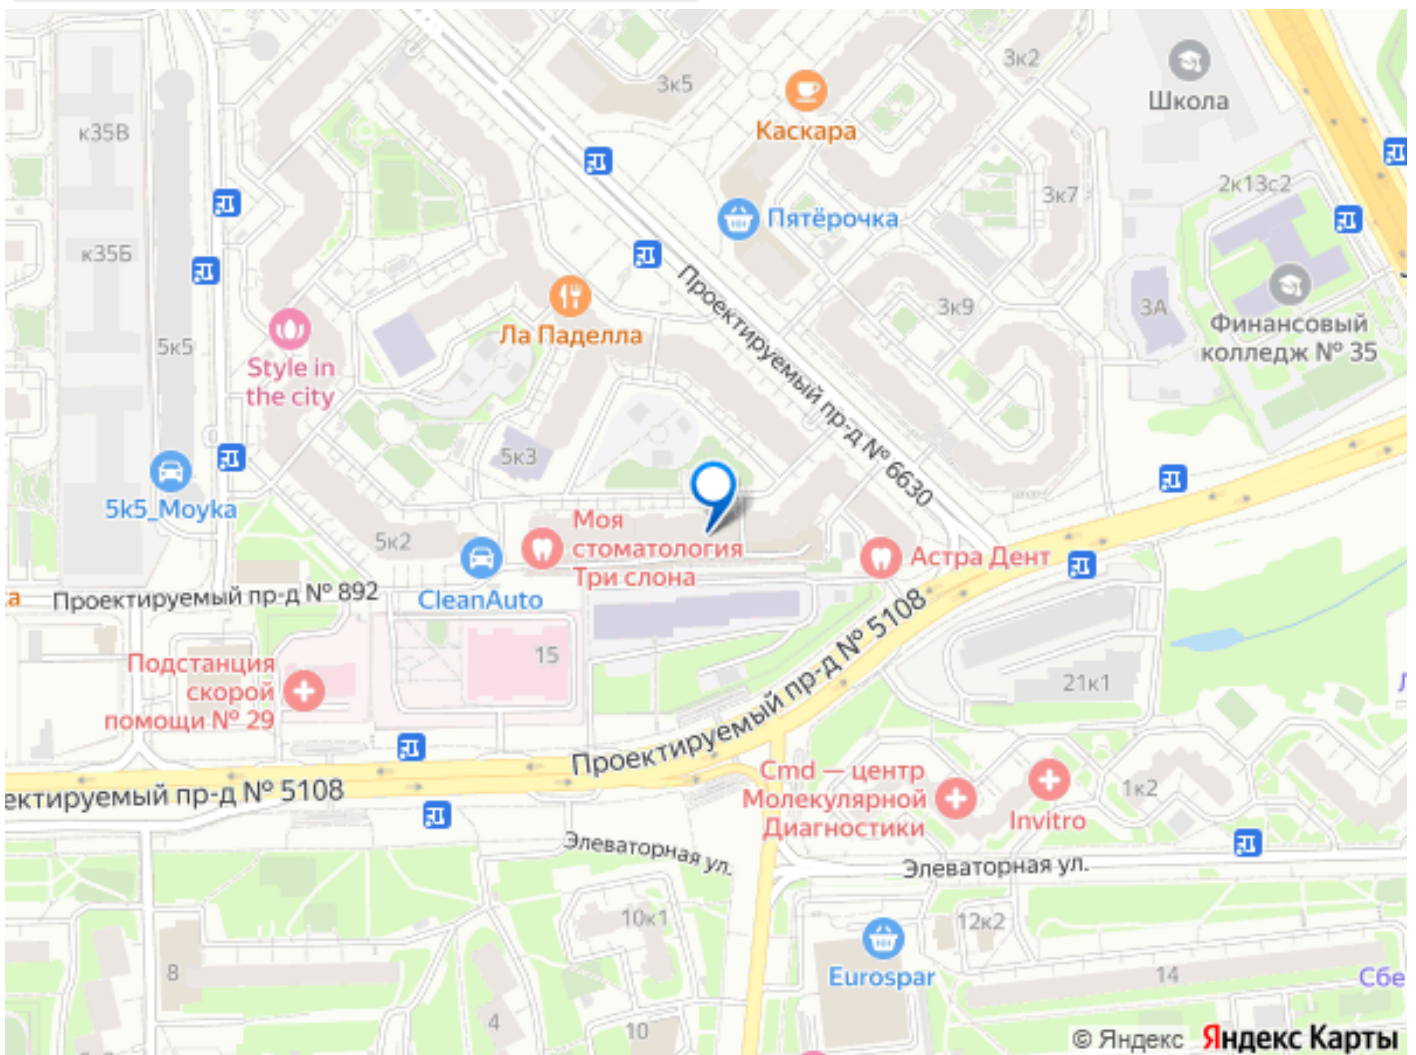 3к2
3к5
Школа
к35В
Каскара
2к13с2
3к7
Пятёрочка
к35Б
Проектируемый пр-д № 6630
3к9
3А
Финансовый
колледж № 35
Ла Паделла
5к5
Style in
the city
5к3
5k5_Moyka
Моя
стоматология
Три слона
5к2
Астра Дент
CleanAuto
Проектируемый пр-д № 892
а
15
Подстанция
скорой
помощи № 29
21к1
Проектируемый пр-д № 5108
ектируемый пр-д № 5108
Cmd — центр
Молекулярной
Диагностики
Invitro
1к2
Элеваторная ул.
Элеваторная ул.
10к1
12к2
Eurospar
8
14
Сбе
4
10
© Яндекс
Яндекс Карты